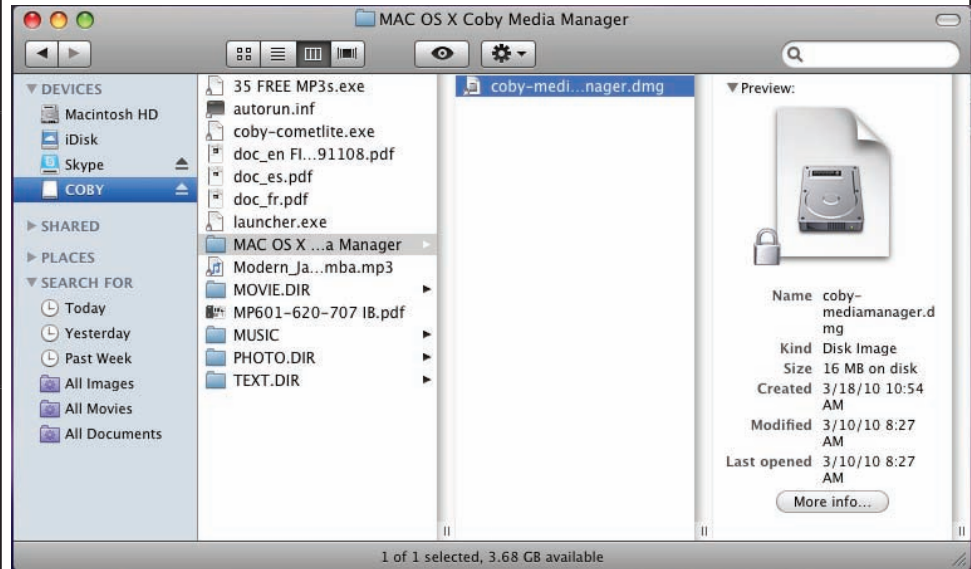 MAC OS X Coby Media Manager
DEVICES
Macintosh HD
iDisk
Skype
COBY
SHARED
PLACES
SEARCH FOR
Today
Yesterday
Past Week
All Images
All Movies
All Documents
35 FREE MP3s.exe
autorun.inf
coby-cometlite.exe
doc_en FI...91108.pdf
doc_es.pdf
doc_fr.pdf
launcher.exe
MAC OS X ...a Manager
Modern_Ja...mba.mp3
MOVIE.DIR
MP601-620-707 IB.pdf
MUSIC
PHOTO.DIR
TEXT.DIR
coby-medi...nager.dmg
Preview:
Name coby-
mediamanager.d
mg
Kind Disk Image
Size 16 MB on disk
Created 3/18/10 10:54
AM
Modified 3/10/10 8:27
AM
Last opened 3/10/10 8:27
AM
More info...
1 of 1 selected, 3.68 GB available